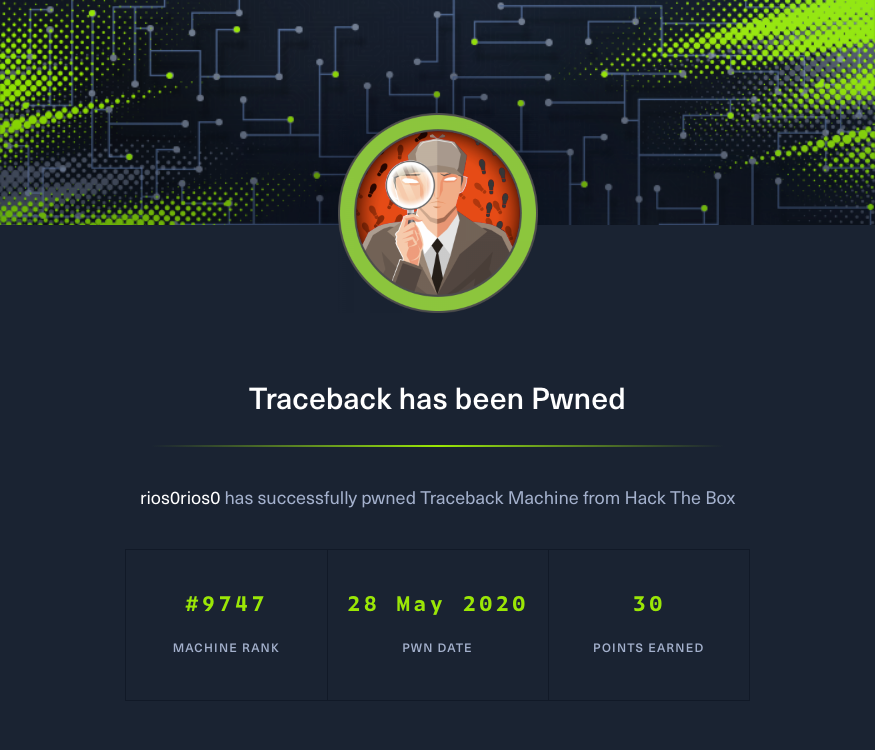 Traceback has been Pwned
rios0rios0 has successfully pwned Traceback Machine from Hack The Box
#9747
MACHINE RANK
28 May 2020
PWN DATE
30
POINTS EARNED